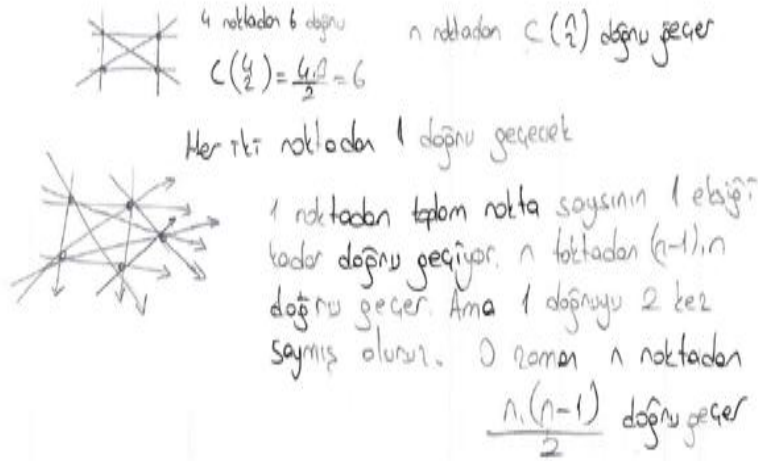 4 noktadan 6 doğru
n noktadan C(n 2) doğru geçer
C(4 2) = 4.3/2 = 6
Her iki noktadan 1 doğru geçecek
1 noktadan toplam nokta sayısının 1 eksiği
kadar doğru geçiyor. n noktadan (n-1).n
doğru geçer. Ama 1 doğruyu 2 kez
saymış oluruz. O zaman n noktadan
n.(n-1)/2 doğru geçer